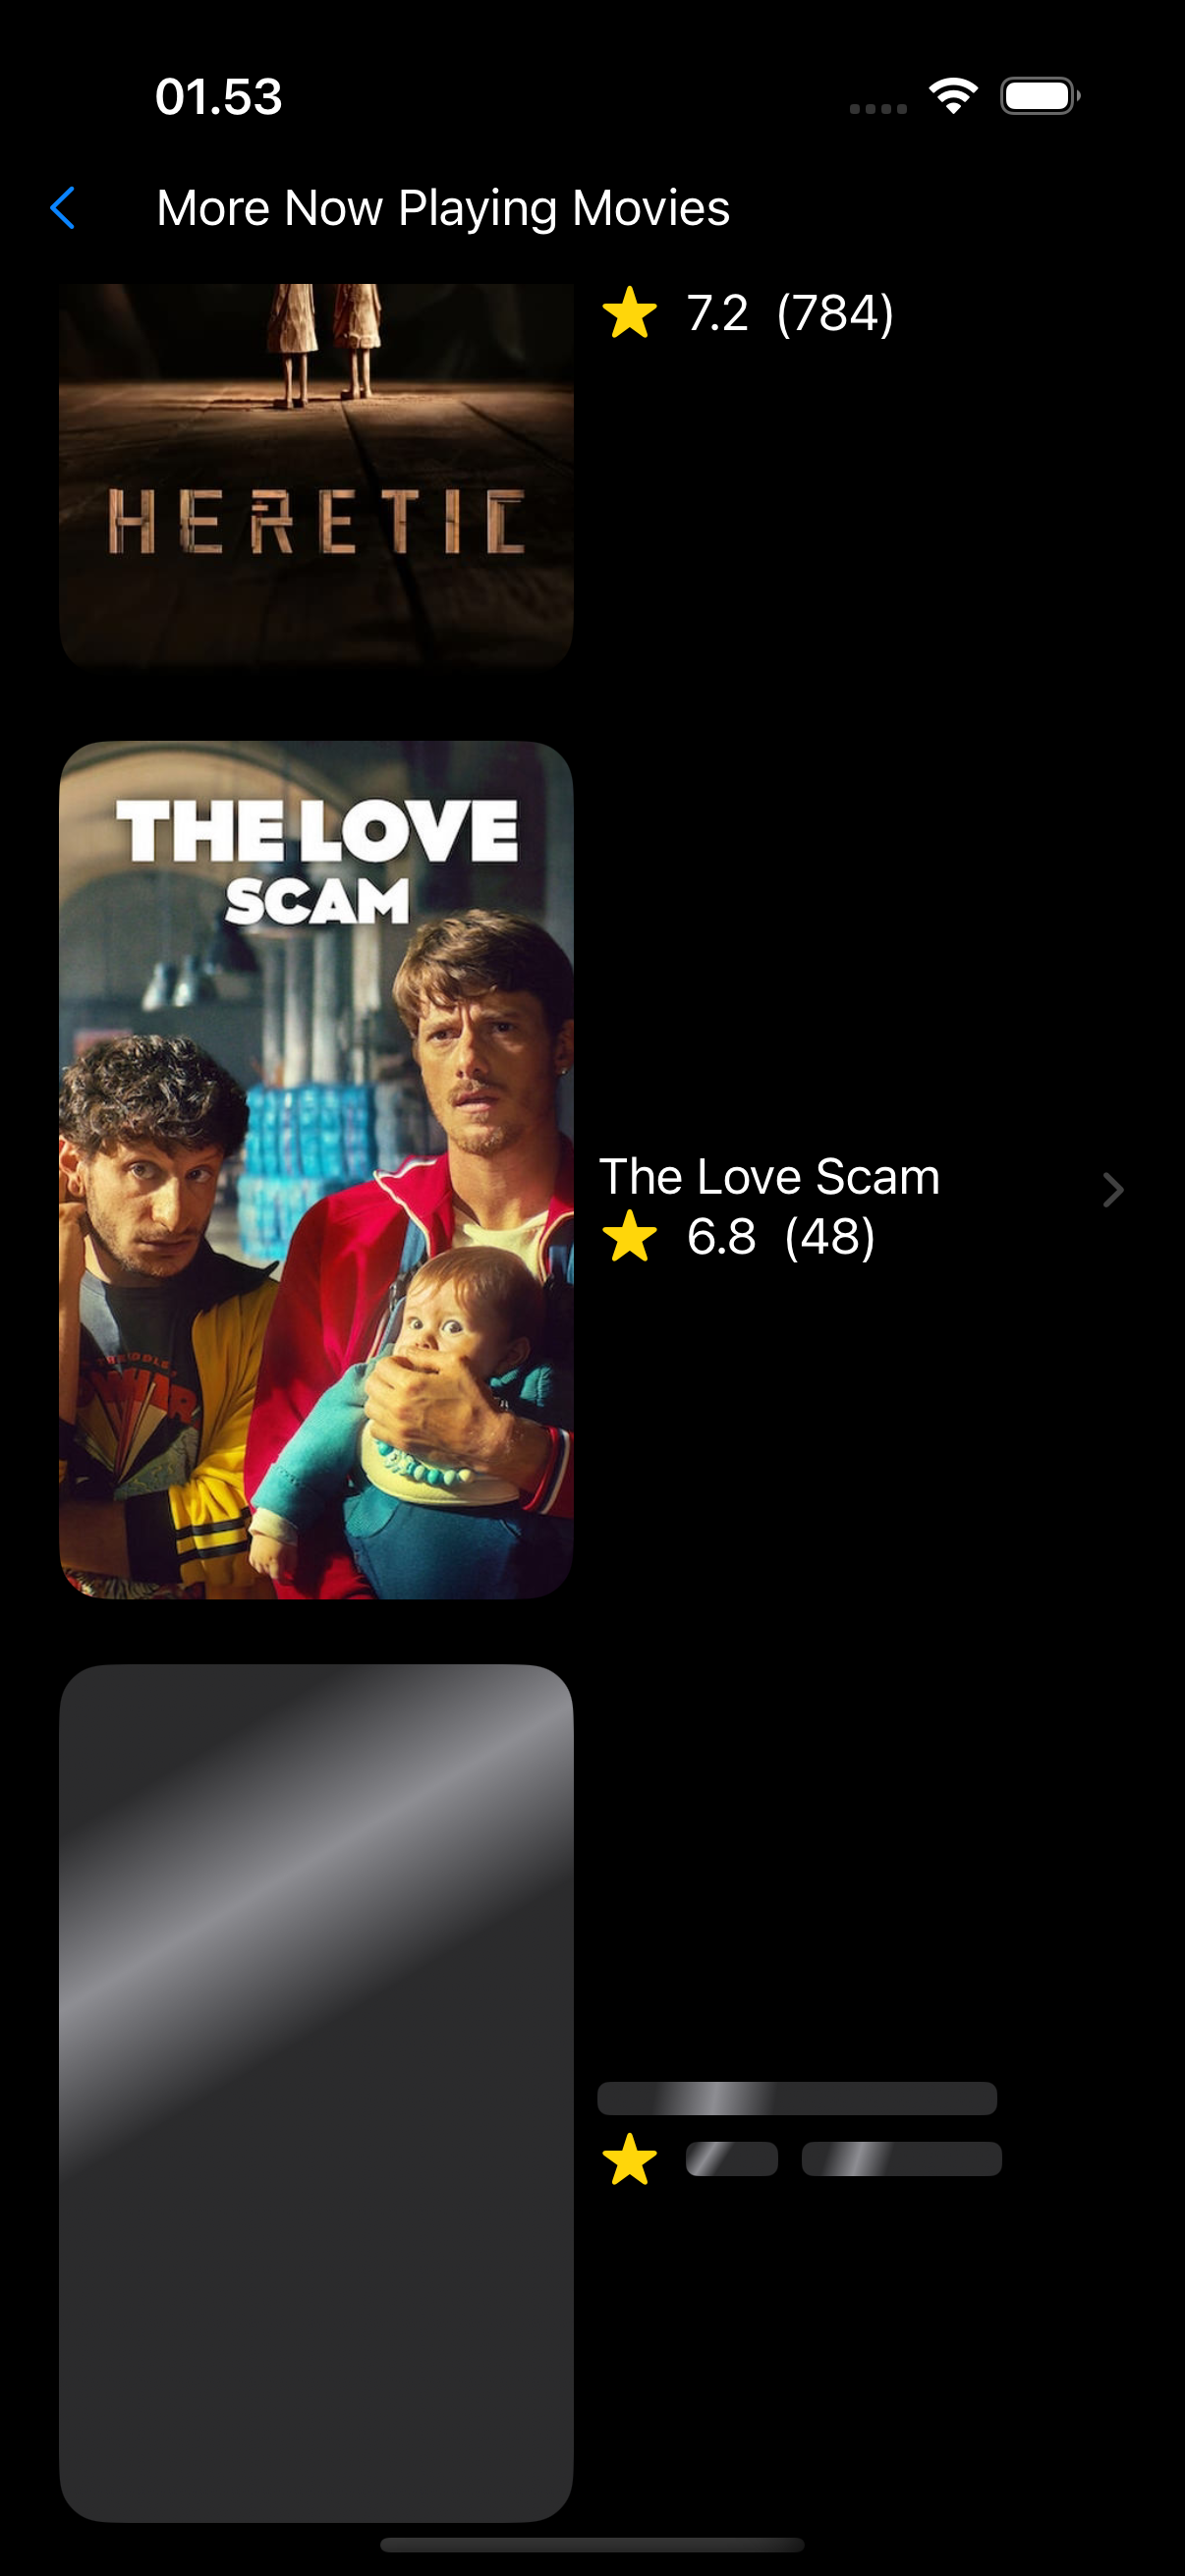 01.53
More Now Playing Movies
7.2 (784)
HERETIC
THE LOVE
SCAM
The Love Scam
6.8 (48)